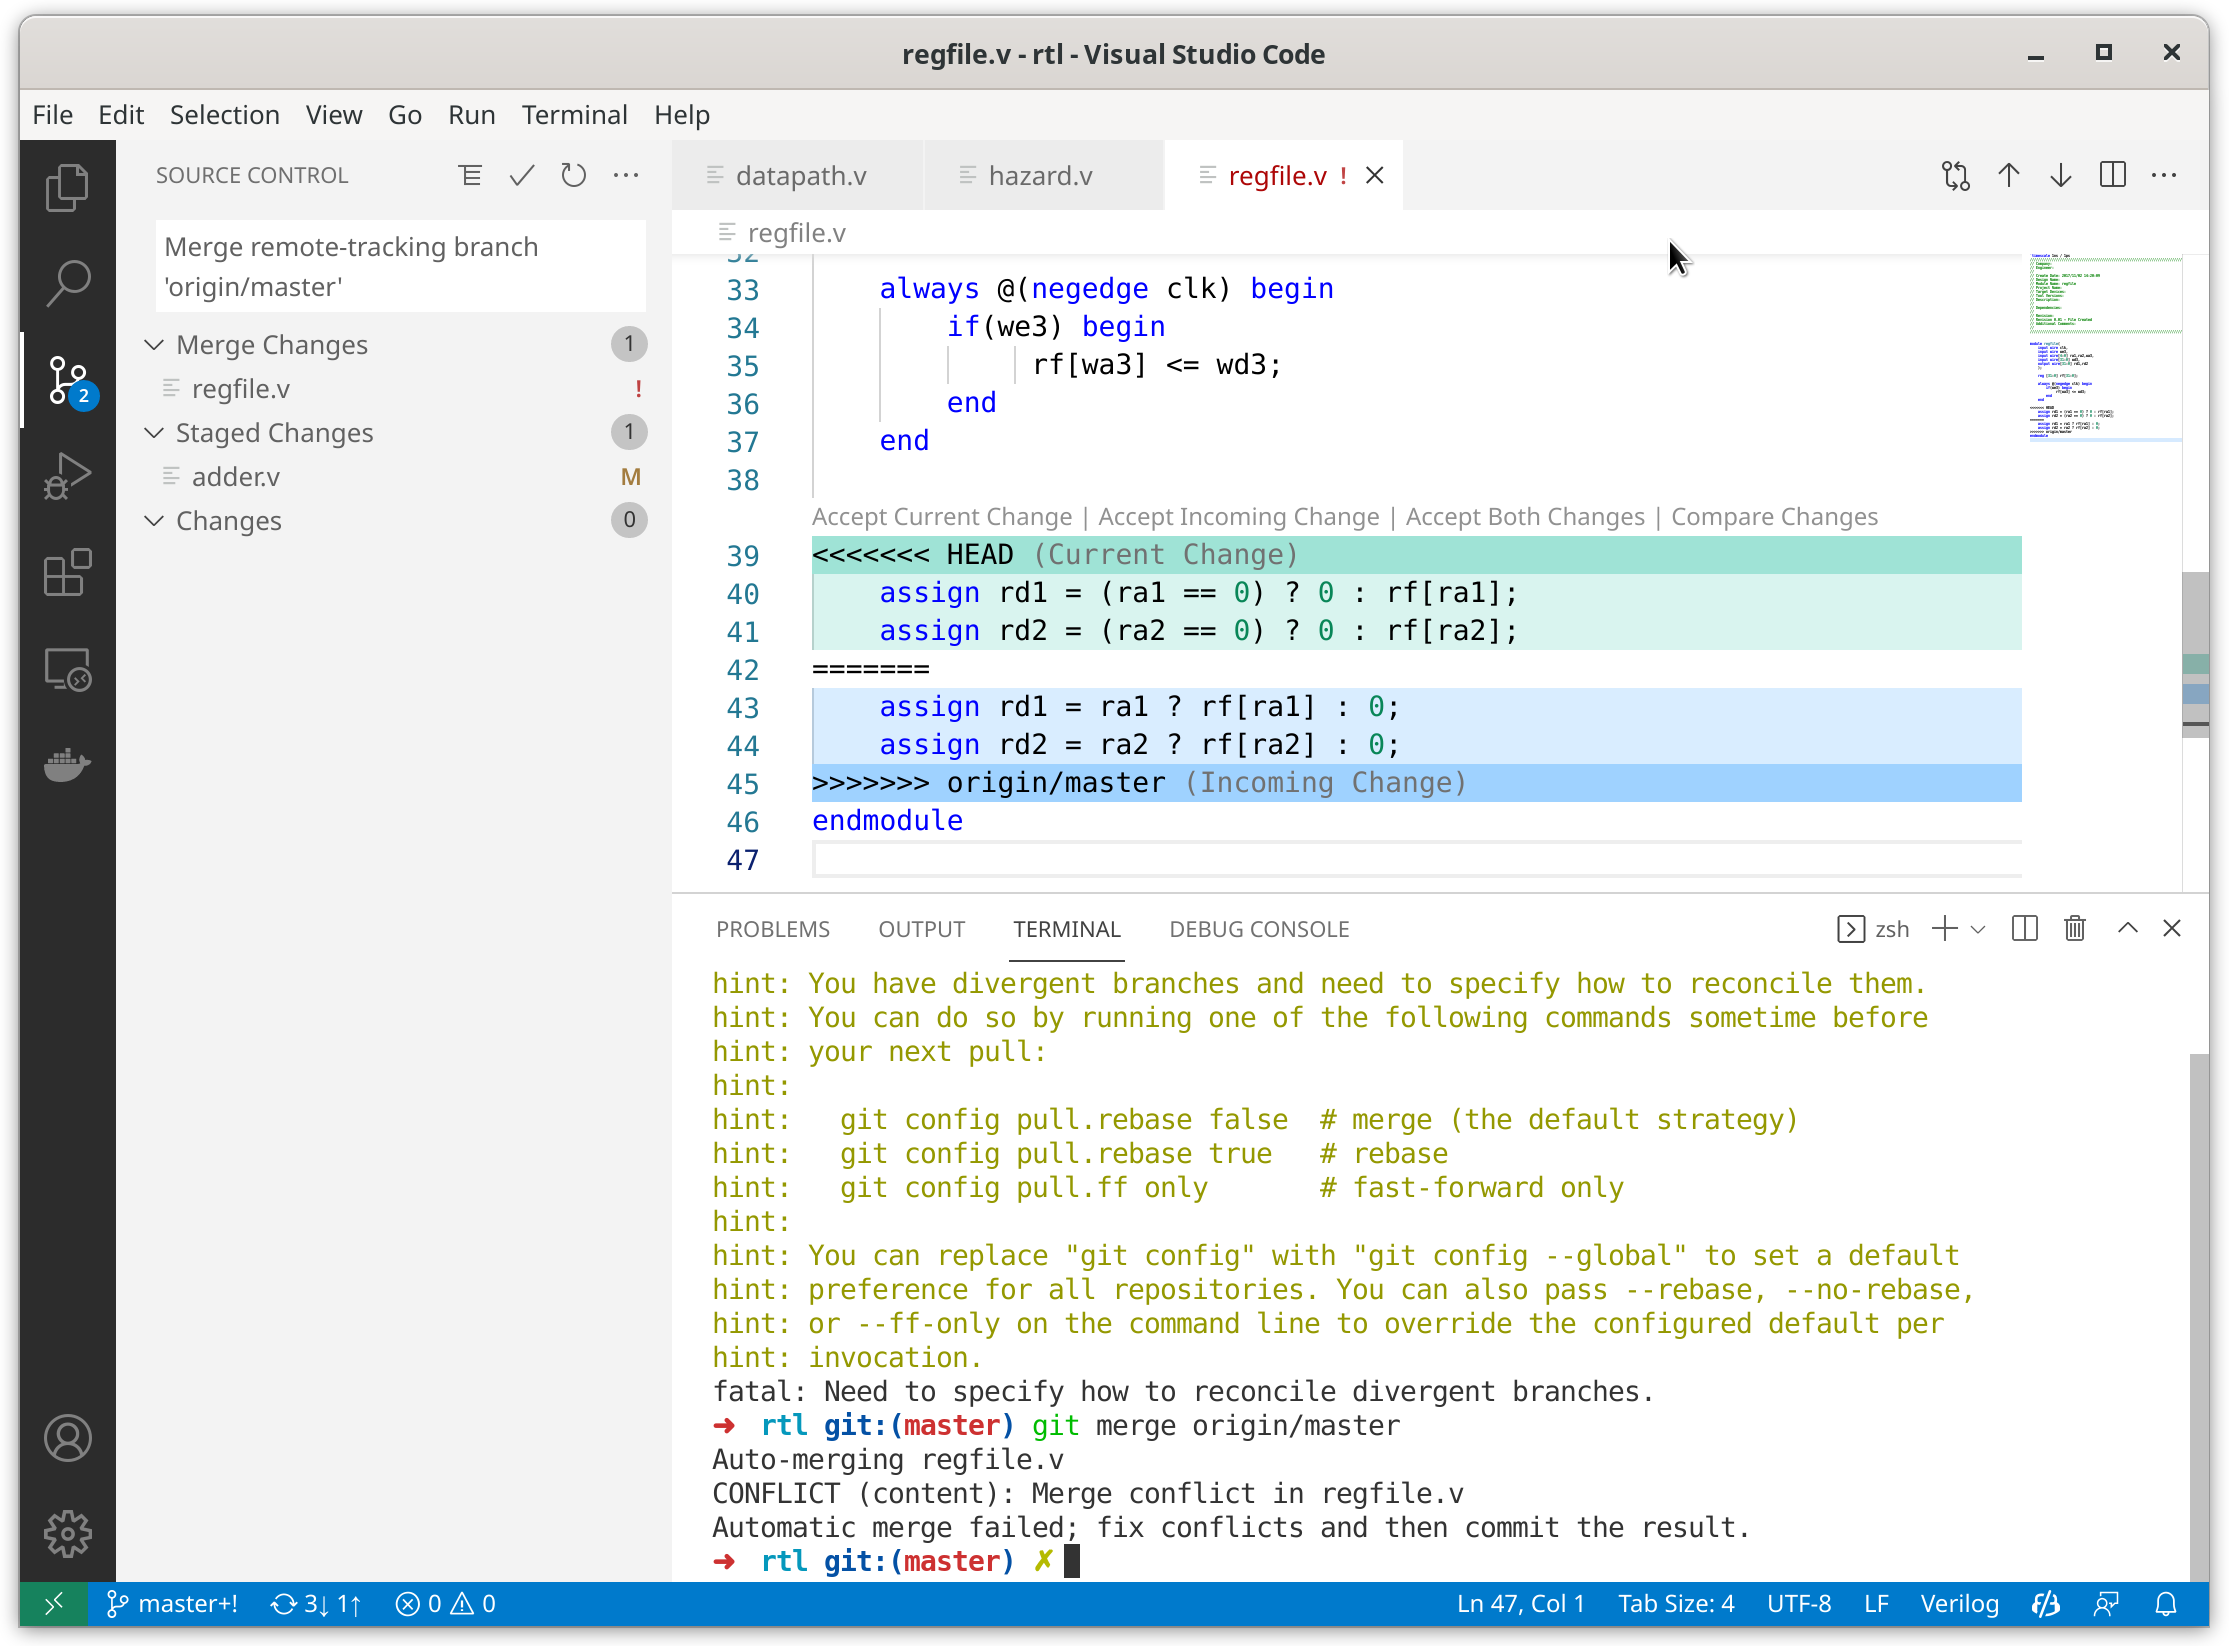 regfile.v - rtl - Visual Studio Code
File Edit Selection View Go Run Terminal Help
SOURCE CONTROL
Merge remote-tracking branch
'origin/master'
Merge Changes 1
regfile.v !
Staged Changes 1
adder.v M
Changes 0
2
datapath.v hazard.v regfile.v !
regfile.v
32
33 always @(negedge clk) begin
34 if(we3) begin
35 rf[wa3] <= wd3;
36 end
37 end
38
Accept Current Change | Accept Incoming Change | Accept Both Changes | Compare Changes
39 <<<<<<< HEAD (Current Change)
40 assign rd1 = (ra1 == 0) ? 0 : rf[ra1];
41 assign rd2 = (ra2 == 0) ? 0 : rf[ra2];
42 =======
43 assign rd1 = ra1 ? rf[ra1] : 0;
44 assign rd2 = ra2 ? rf[ra2] : 0;
45 >>>>>>> origin/master (Incoming Change)
46 endmodule
47
PROBLEMS OUTPUT TERMINAL DEBUG CONSOLE zsh
hint: You have divergent branches and need to specify how to reconcile them.
hint: You can do so by running one of the following commands sometime before
hint: your next pull:
hint:
hint:   git config pull.rebase false  # merge (the default strategy)
hint:   git config pull.rebase true   # rebase
hint:   git config pull.ff only       # fast-forward only
hint:
hint: You can replace "git config" with "git config --global" to set a default
hint: preference for all repositories. You can also pass --rebase, --no-rebase,
hint: or --ff-only on the command line to override the configured default per
hint: invocation.
fatal: Need to specify how to reconcile divergent branches.
➜ rtl git:(master) git merge origin/master
Auto-merging regfile.v
CONFLICT (content): Merge conflict in regfile.v
Automatic merge failed; fix conflicts and then commit the result.
➜ rtl git:(master) ✗
master+! 3↓ 1↑ 0 0 Ln 47, Col 1 Tab Size: 4 UTF-8 LF Verilog